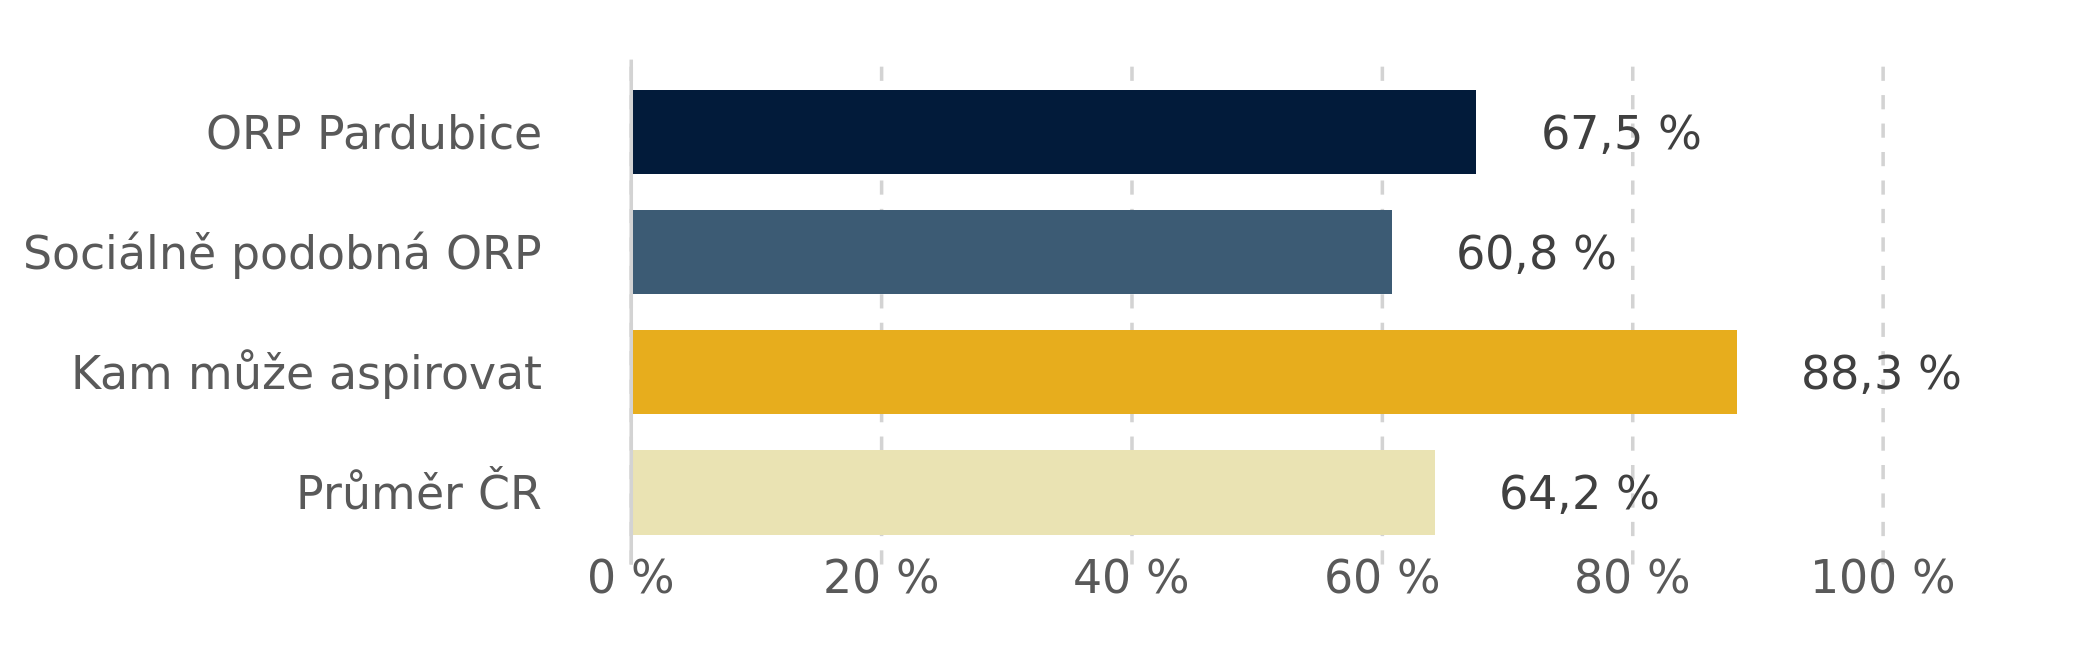 ORP Pardubice 67,5 %
Sociálně podobná ORP 60,8 %
Kam může aspirovat 88,3 %
Průměr ČR 64,2 %
0 % 20 % 40 % 60 % 80 % 100 %